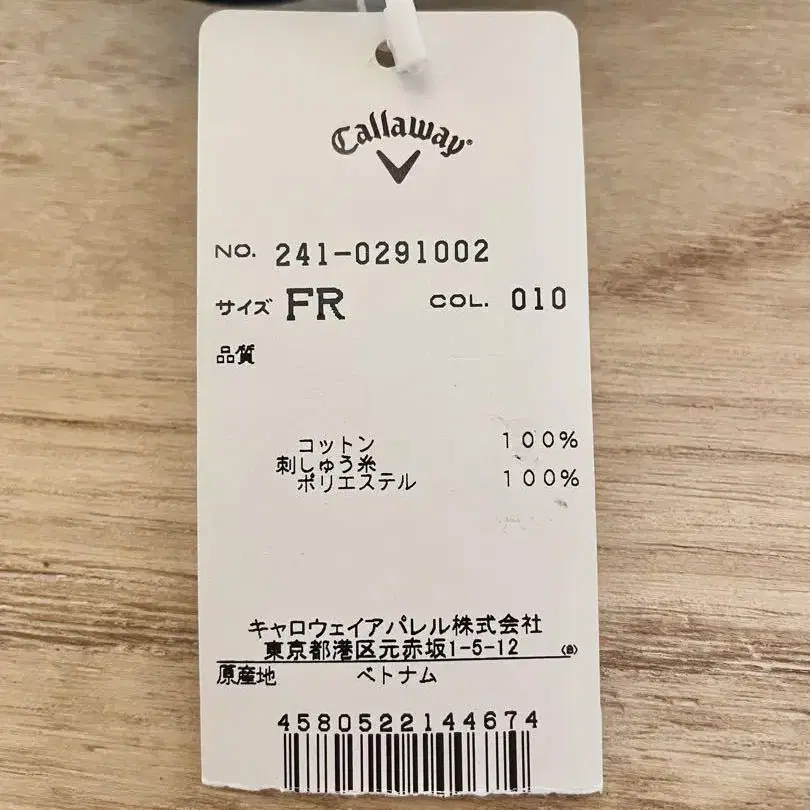 Callaway
NO. 241-0291002
サイズ FR COL. 010
品質
コットン 100%
刺しゅう糸
ポリエステル 100%
キャロウェイアパレル株式会社
東京都港区元赤坂1-5-12
原産地 ベトナム
4580522144674